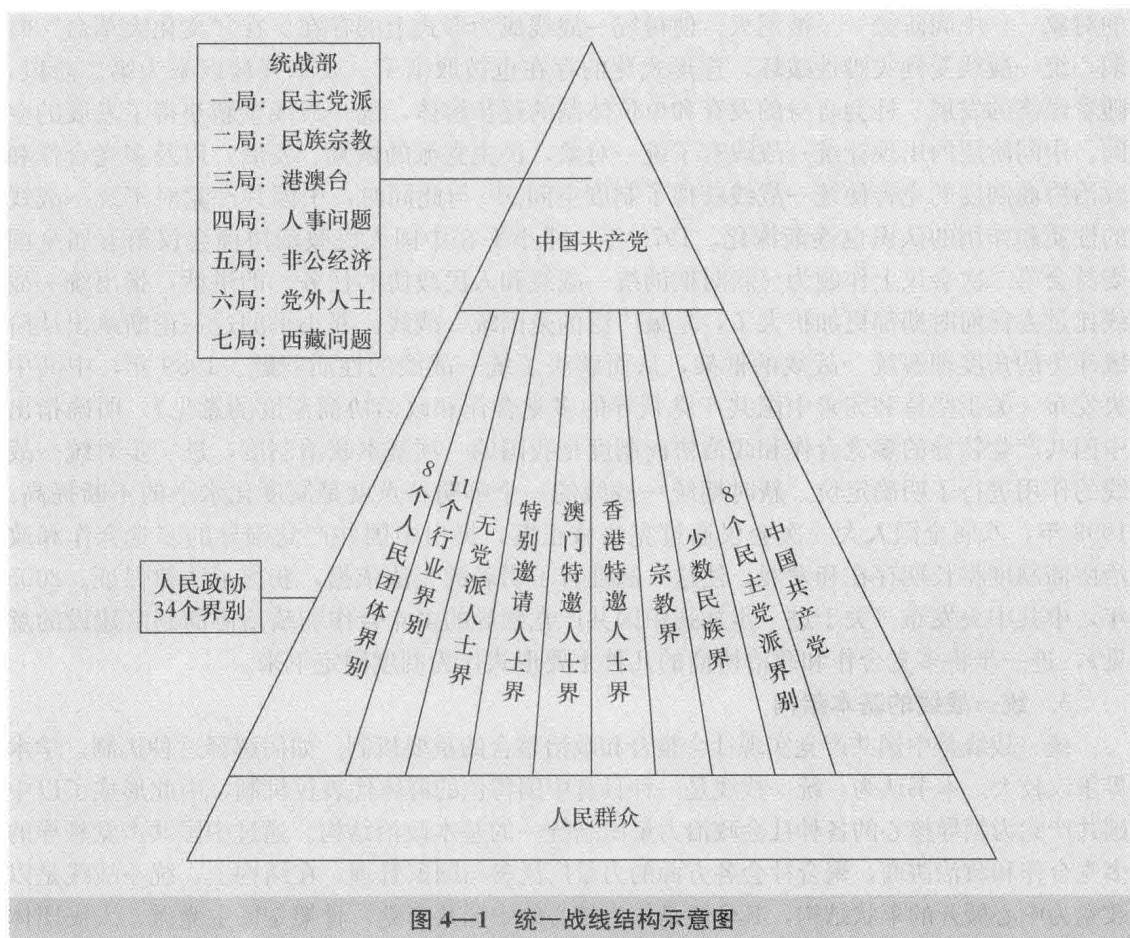 统战部
一局：民主党派
二局：民族宗教
三局：港澳台
四局：人事问题
五局：非公经济
六局：党外人士
七局：西藏问题
中国共产党
人民政协
34个界别
8个人民团体界别
11个行业界别
无党派人士界
特别邀请人士界
澳门特邀人士界
香港特邀人士界
宗教界
少数民族界
8个民主党派界别
中国共产党
人民群众
图4—1 统一战线结构示意图